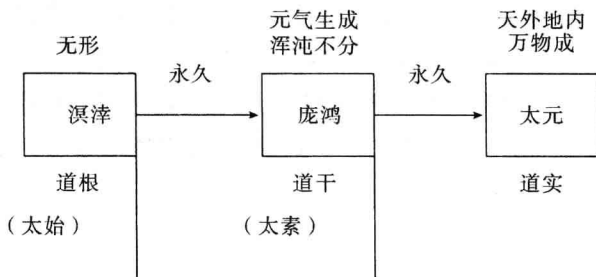 无形
元气生成
浑沌不分
天外地内
万物成
永久
永久
溟涬
庞鸿
太元
道根
道干
道实
（太始）
（太素）